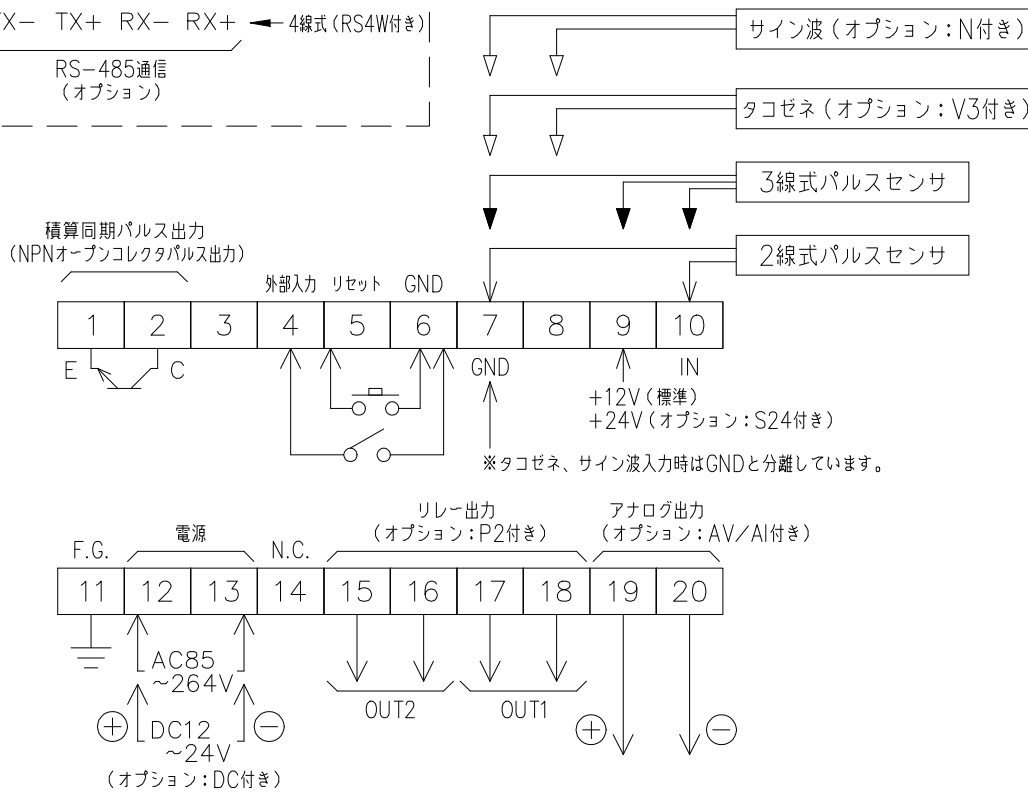 TX− TX+ RX− RX+ 4線式(RS4W付き)
RS−485通信
(オプション)
サイン波(オプション:N付き)
タコゼネ(オプション:V3付き)
3線式パルスセンサ
2線式パルスセンサ
積算同期パルス出力
(NPNオープンコレクタパルス出力)
外部入力 リセット GND
1 2 3 4 5 6 7 8 9 10
E C GND IN
+12V(標準)
+24V(オプション:S24付き)
※タコゼネ、サイン波入力時はGNDと分離しています。
リレー出力
(オプション:P2付き)
アナログ出力
(オプション:AV/AI付き)
F.G. 電源 N.C.
11 12 13 14 15 16 17 18 19 20
AC85
~264V
OUT2 OUT1
+ DC12 −
~24V
(オプション:DC付き)
+ −